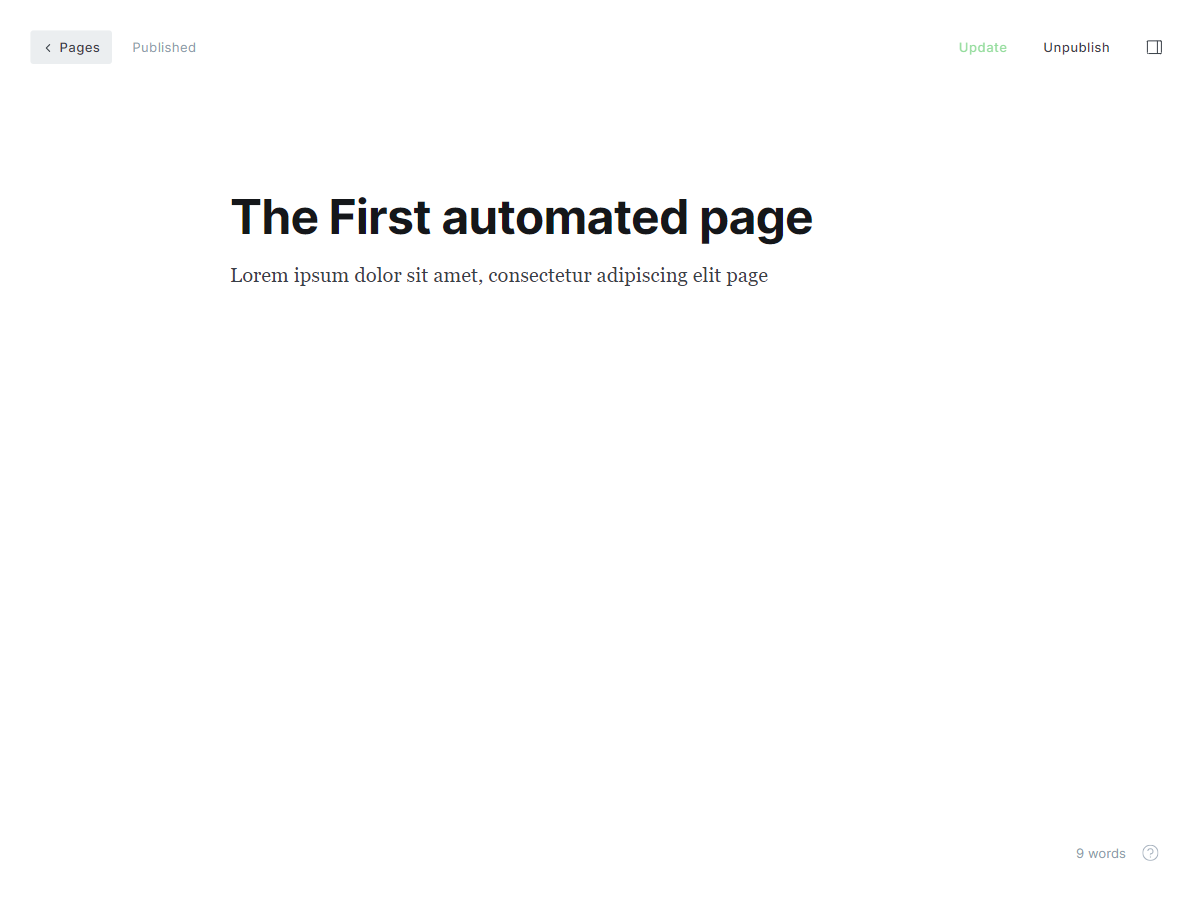 Pages Published Update Unpublish
The First automated page
Lorem ipsum dolor sit amet, consectetur adipiscing elit page
9 words ?